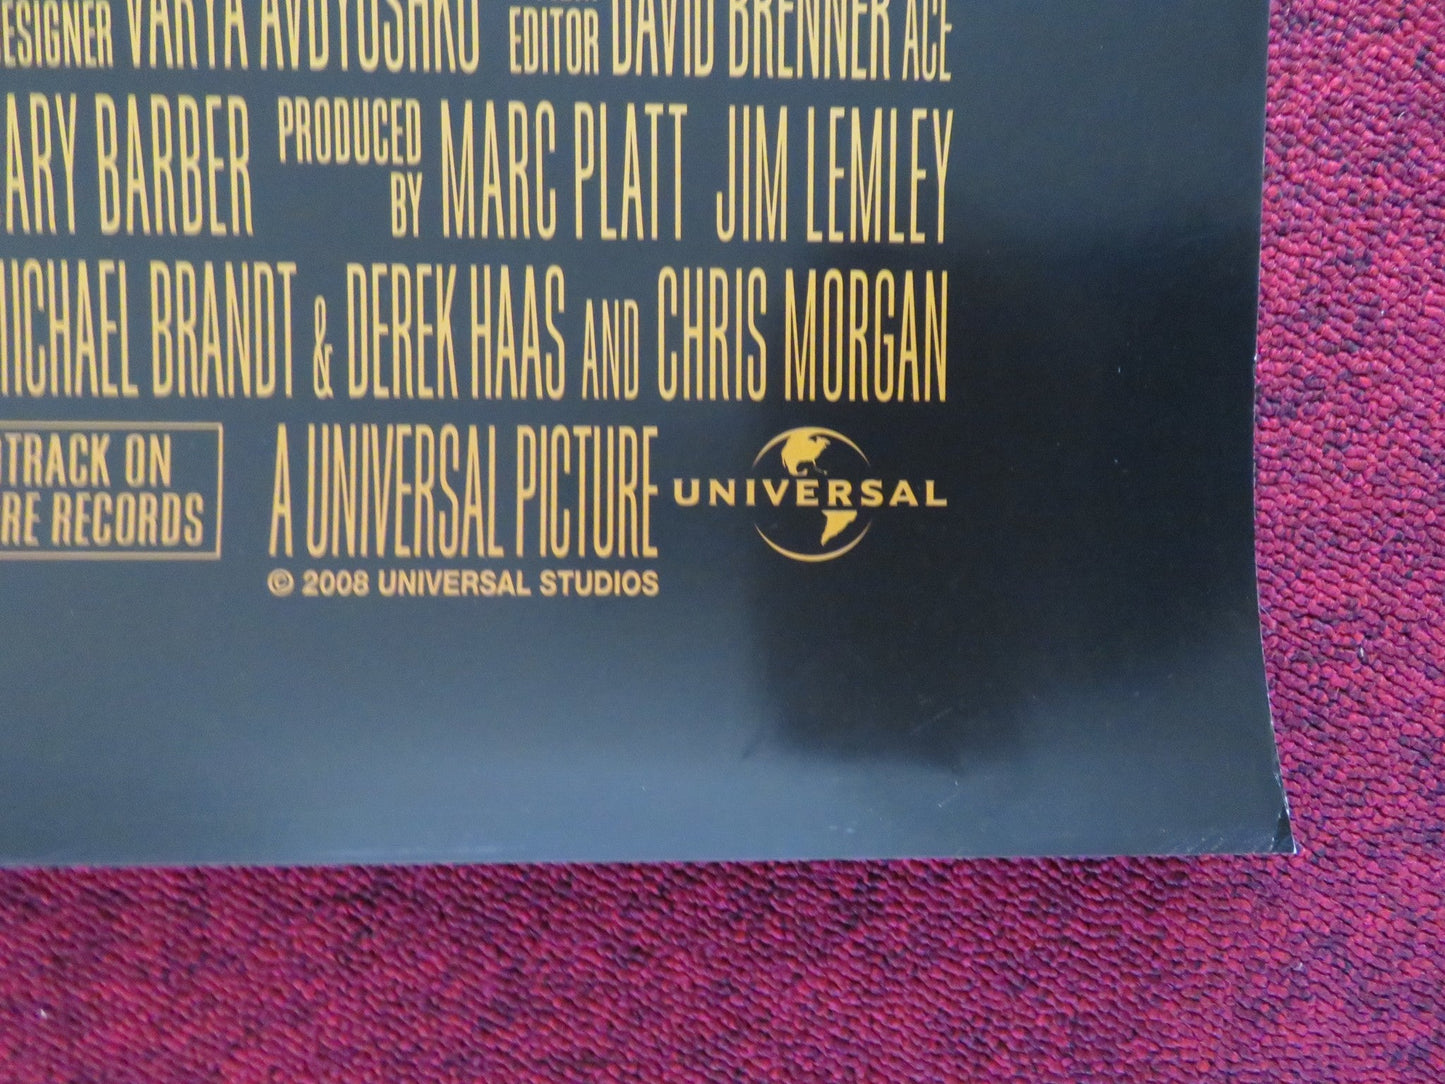 DESIGNER VARYA AVDYUSHKO EDITOR DAVID BRENNER ACE
ARY BARBER PRODUCED BY MARC PLATT JIM LEMLEY
MICHAEL BRANDT & DEREK HAAS AND CHRIS MORGAN
DTRACK ON
RE RECORDS
A UNIVERSAL PICTURE
UNIVERSAL
© 2008 UNIVERSAL STUDIOS